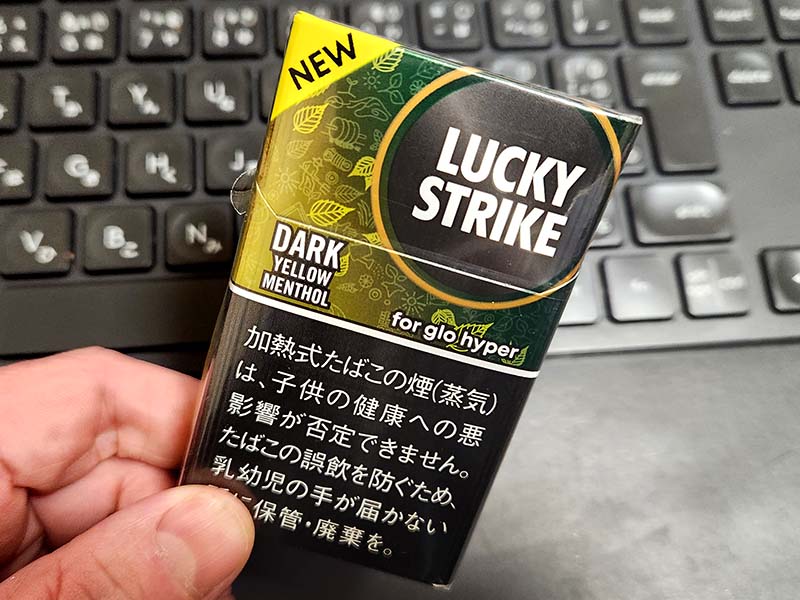 NEW
LUCKY
STRIKE
DARK
YELLOW
MENTHOL
for glo hyper
加熱式たばこの煙(蒸気)
は、子供の健康への悪
影響が否定できません。
たばこの誤飲を防ぐため、
乳幼児の手が届かない
に保管・廃棄を。
T
Y
U
G
H
J
V
B
N